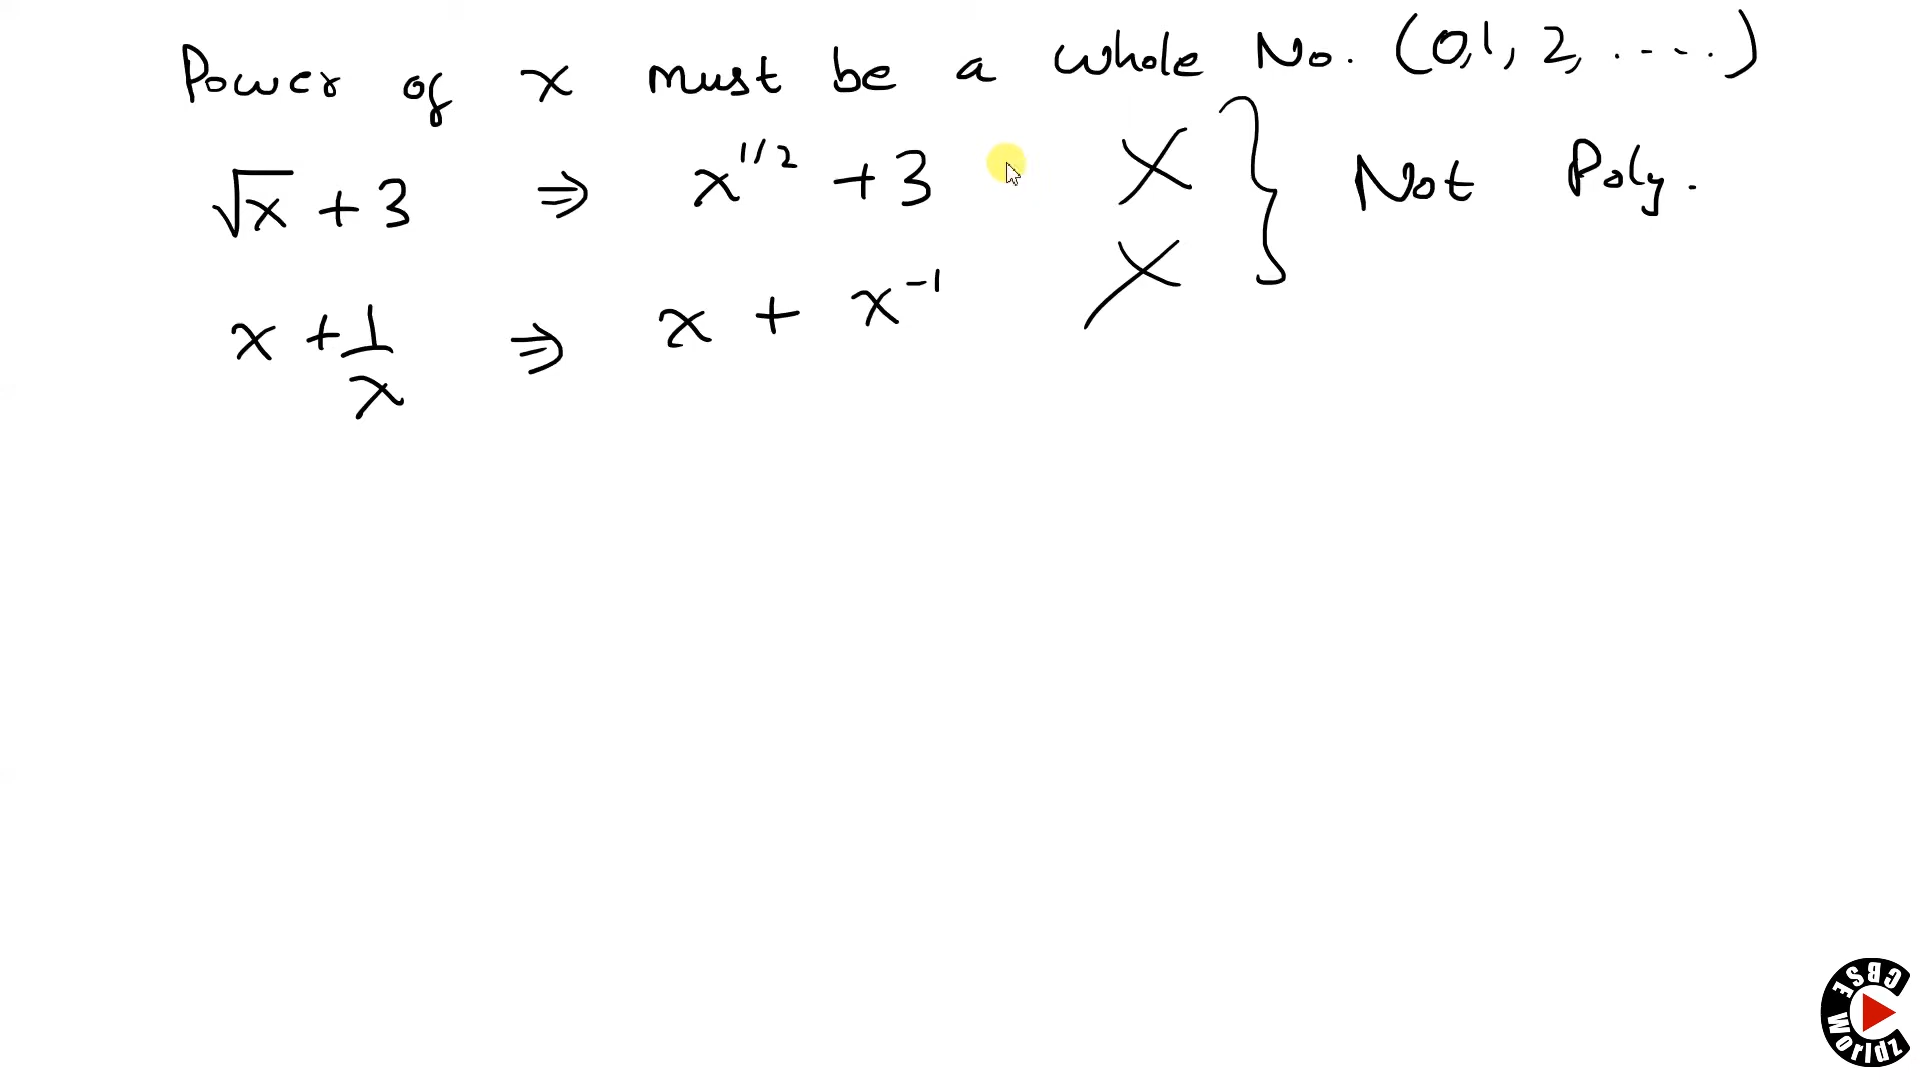 Power of x must be a whole No. (0,1, 2, ....)
√x + 3 ⇒ x^1/2 + 3 X } Not Poly.
x + 1/x ⇒ x + x^-1 X
CBSE Worldz